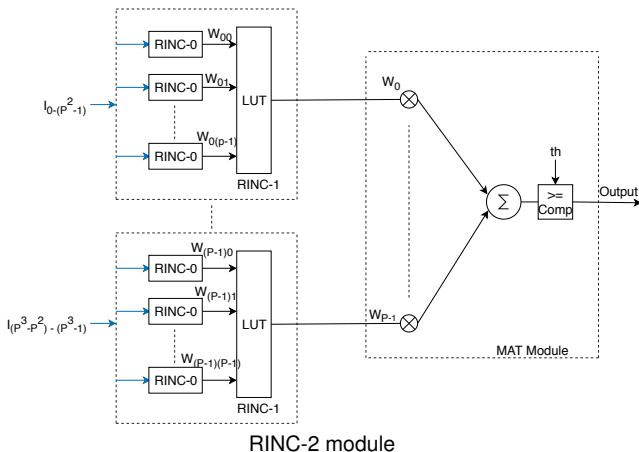 RINC-0
W00
RINC-0
W01
I0-(P²-1)
LUT
RINC-0
W0(p-1)
RINC-1
W0
th
Σ
>=
Comp
Output
RINC-0
W(P-1)0
RINC-0
W(P-1)1
I(P³-P²) - (P³-1)
LUT
WP-1
RINC-0
W(P-1)(P-1)
RINC-1
MAT Module
RINC-2 module